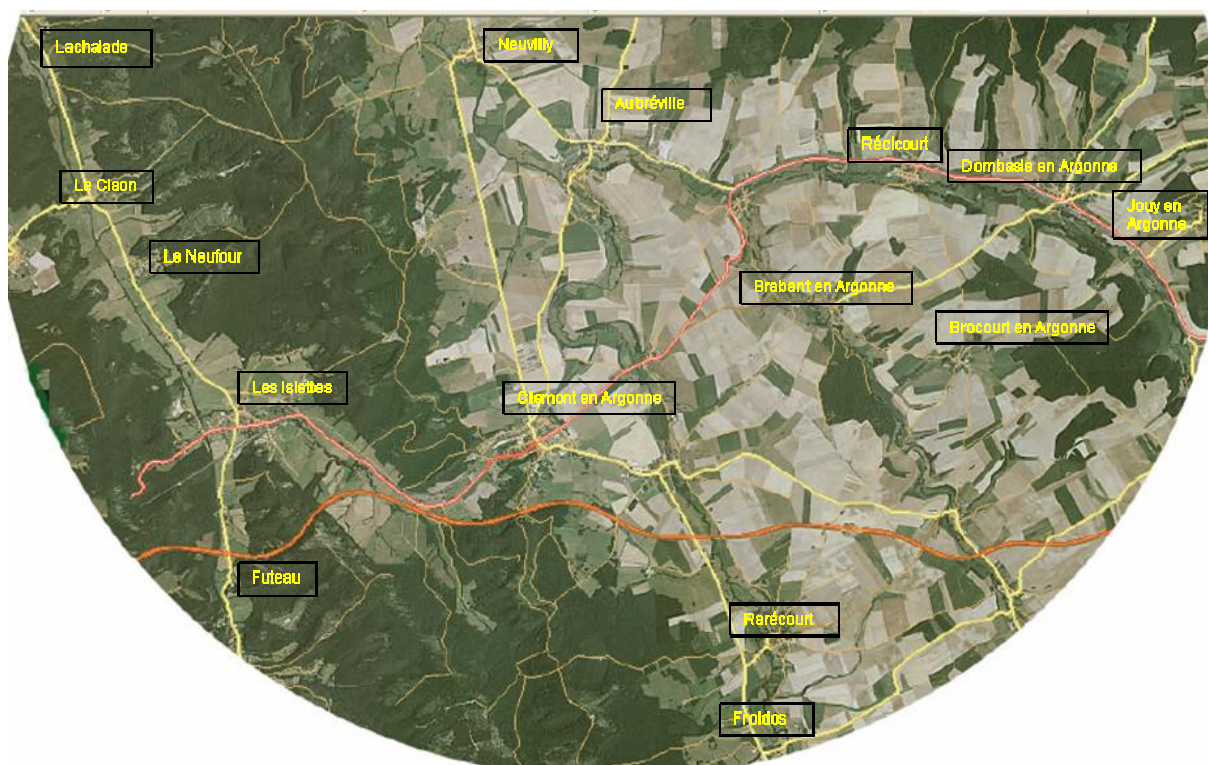 Lachalade
Neuvilly
Aubréville
Récicourt
Dombasle en Argonne
Le Claon
Jouy en
Argonne
Le Neufour
Brabant en Argonne
Brocourt en Argonne
Les Islettes
Clemont en Argonne
Futeau
Rarécourt
Froidos